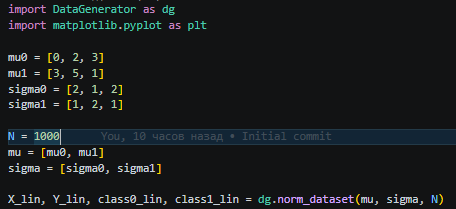 import DataGenerator as dg
import matplotlib.pyplot as plt
mu0 = [0, 2, 3]
mu1 = [3, 5, 1]
sigma0 = [2, 1, 2]
sigma1 = [1, 2, 1]
N = 1000 You, 10 часов назад • Initial commit
mu = [mu0, mu1]
sigma = [sigma0, sigma1]
X_lin, Y_lin, class0_lin, class1_lin = dg.norm_dataset(mu, sigma, N)